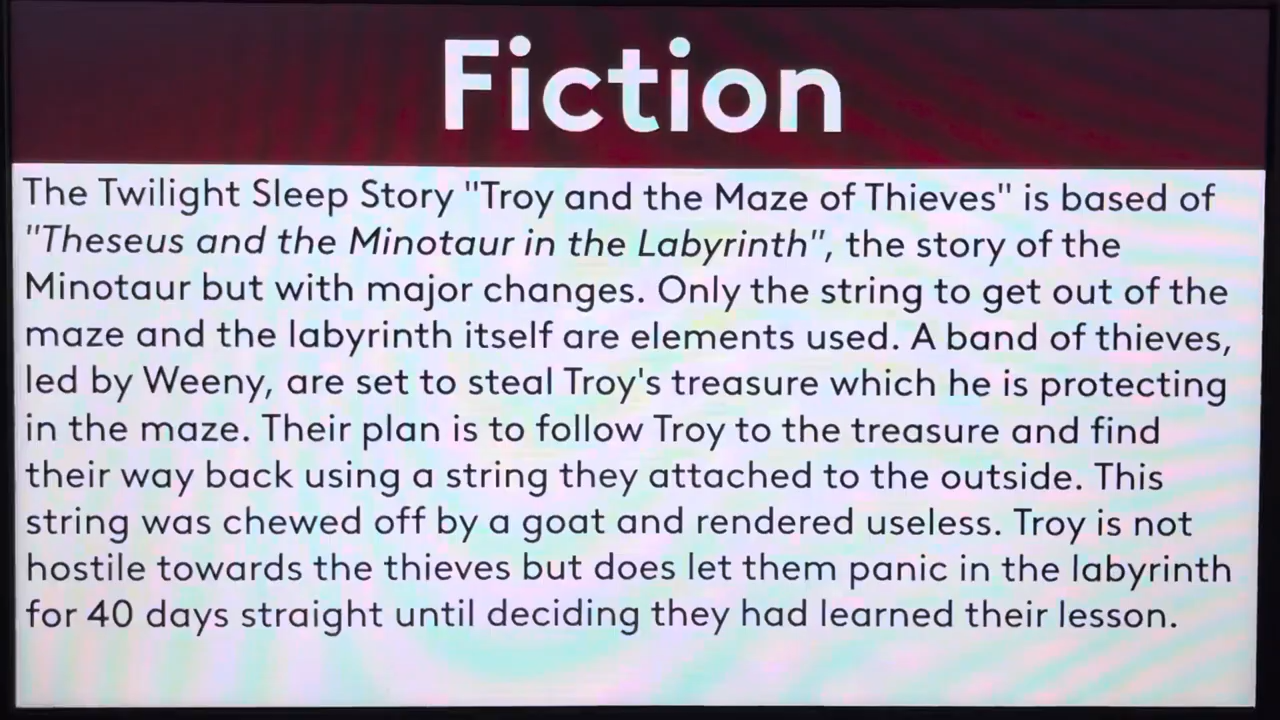 Fiction
The Twilight Sleep Story "Troy and the Maze of Thieves" is based of
"Theseus and the Minotaur in the Labyrinth", the story of the
Minotaur but with major changes. Only the string to get out of the
maze and the labyrinth itself are elements used. A band of thieves,
led by Weeny, are set to steal Troy's treasure which he is protecting
in the maze. Their plan is to follow Troy to the treasure and find
their way back using a string they attached to the outside. This
string was chewed off by a goat and rendered useless. Troy is not
hostile towards the thieves but does let them panic in the labyrinth
for 40 days straight until deciding they had learned their lesson.